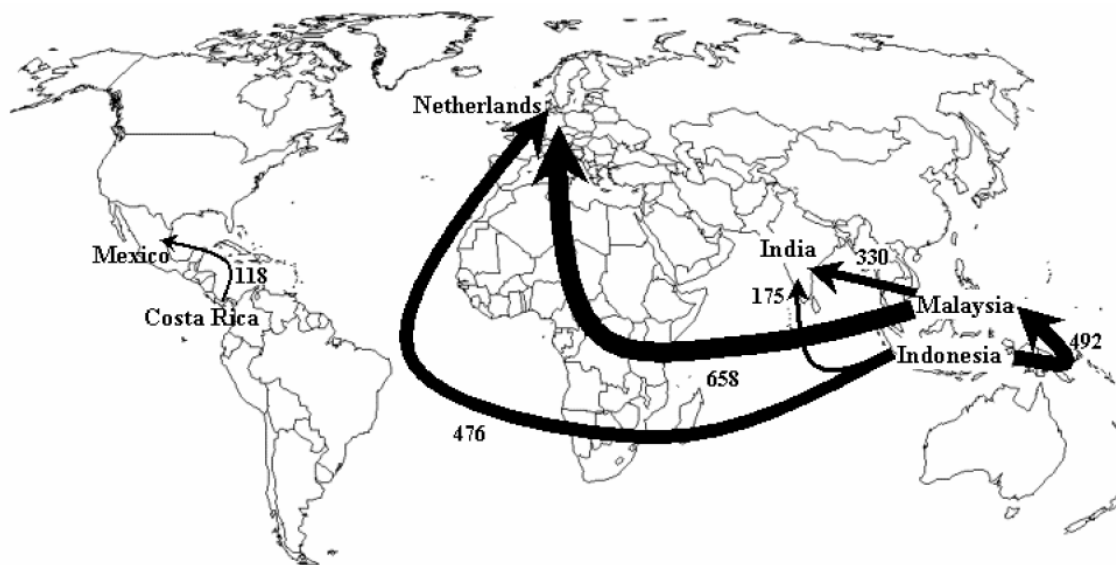 Netherlands
India
330
Mexico
118
175
Malaysia
Costa Rica
492
Indonesia
658
476